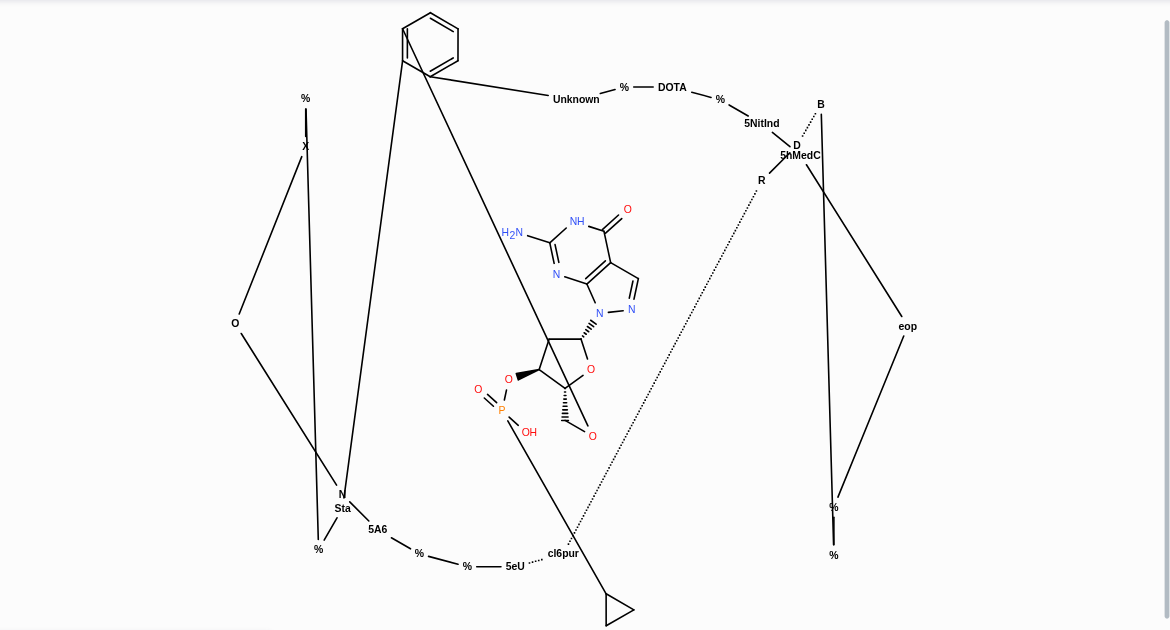 Unknown
%
DOTA
%
5NitInd
B
D
5hMedC
R
%
X
O
NH
H2N
O
N
N
N
O
O
O
P
OH
O
O
eop
N
Sta
5A6
%
%
%
5eU
cl6pur
%
%